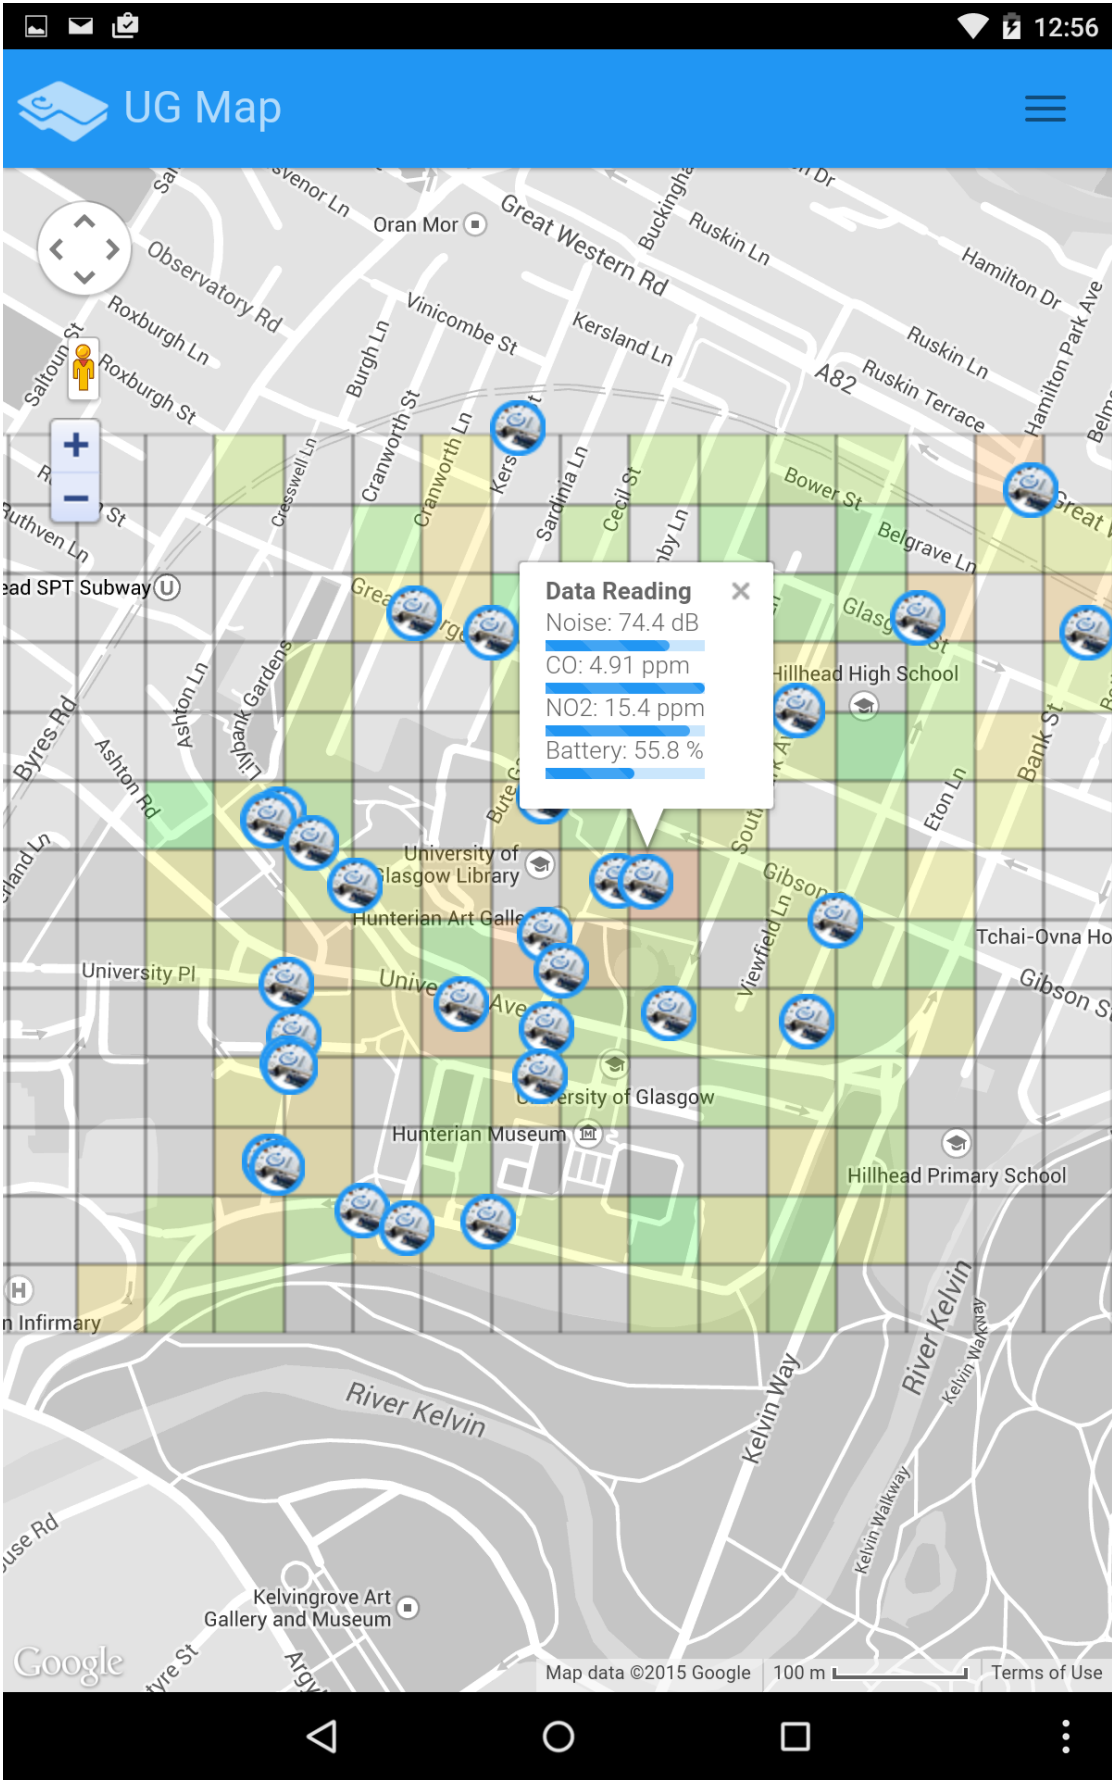 12:56
UG Map
Oran Mor
Great Western Rd
Ruskin Ln
Hamilton Dr
Hamilton Park Ave
Observatory Rd
Roxburgh Ln
Vinicombe St
Kersland Ln
Saltoun St
Roxburgh St
Burgh Ln
A82
Ruskin Ln
Ruskin Terrace
Cranworth St
Cranworth Ln
Cresswell Ln
Sardinia Ln
Cecil St
Bower St
Belgrave Ln
Data Reading
Noise: 74.4 dB
CO: 4.91 ppm
NO2: 15.4 ppm
Battery: 55.8 %
Hillhead High School
Ashton Ln
Lilybank Gardens
Byres Rd
Ashton Rd
Bank St
Eton Ln
University of
Glasgow Library
Gibson
Hunterian Art
Viewfield Ln
University Pl
Ave
Gibson
University of Glasgow
Hunterian Museum
Hillhead Primary School
Infirmary
River Kelvin
River Kelvin
Kelvin Walkway
Kelvin Way
Kelvin Walkway
Kelvingrove Art
Gallery and Museum
Google
Map data ©2015 Google
100 m
Terms of Use